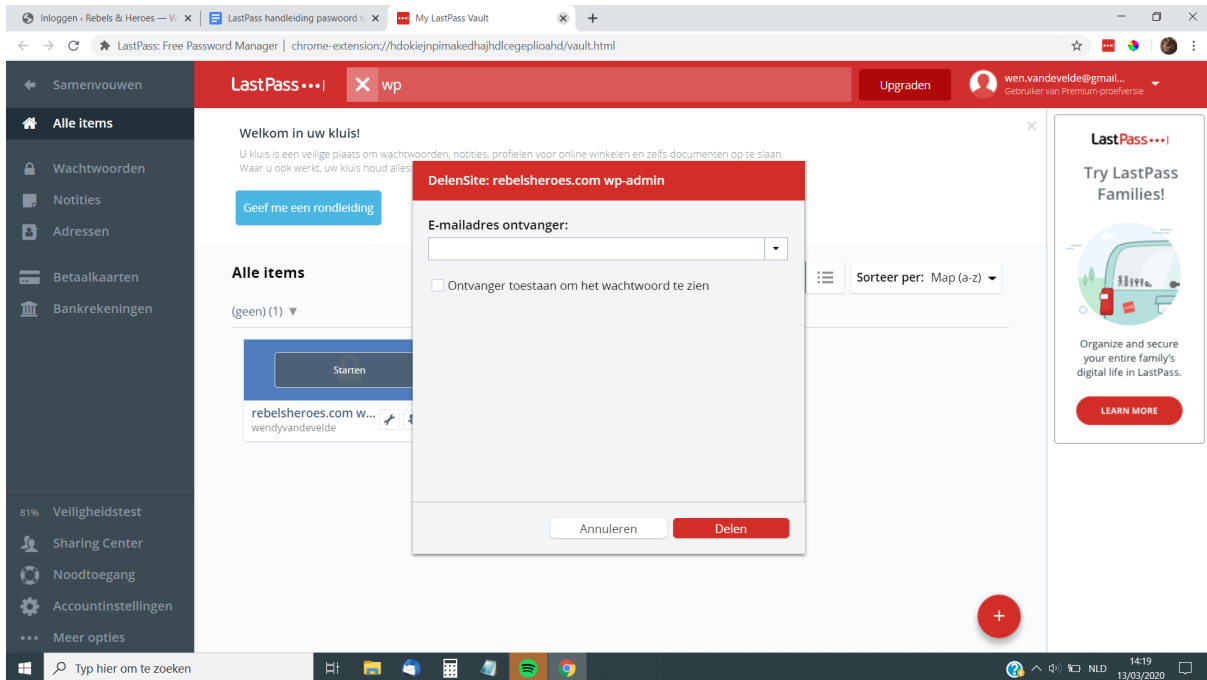 Inloggen ‹ Rebels & Heroes — W
LastPass handleiding paswoord v
My LastPass Vault
LastPass: Free Password Manager | chrome-extension://hdokiejnpimakedhajhdlcegeplioahd/vault.html
Samenvouwen
LastPass
wp
Upgraden
wen.vandevelde@gmail...
Gebruiker van Premium-proefversie
Alle items
Wachtwoorden
Notities
Adressen
Betaalkaarten
Bankrekeningen
81% Veiligheidstest
Sharing Center
Noodtoegang
Accountinstellingen
Meer opties
Welkom in uw kluis!
U kluis is een veilige plaats om wachtwoorden, notities, profielen voor online winkelen en zelfs documenten op te slaan.
Waar u ook werkt, uw kluis houd alles
Geef me een rondleiding
Alle items
Sorteer per: Map (a-z)
(geen) (1)
Starten
rebelsheroes.com w...
wendyvandevelde
DelenSite: rebelsheroes.com wp-admin
E-mailadres ontvanger:
Ontvanger toestaan om het wachtwoord te zien
Annuleren
Delen
LastPass
Try LastPass
Families!
Organize and secure
your entire family's
digital life in LastPass.
LEARN MORE
Typ hier om te zoeken
NLD
14:19
13/03/2020